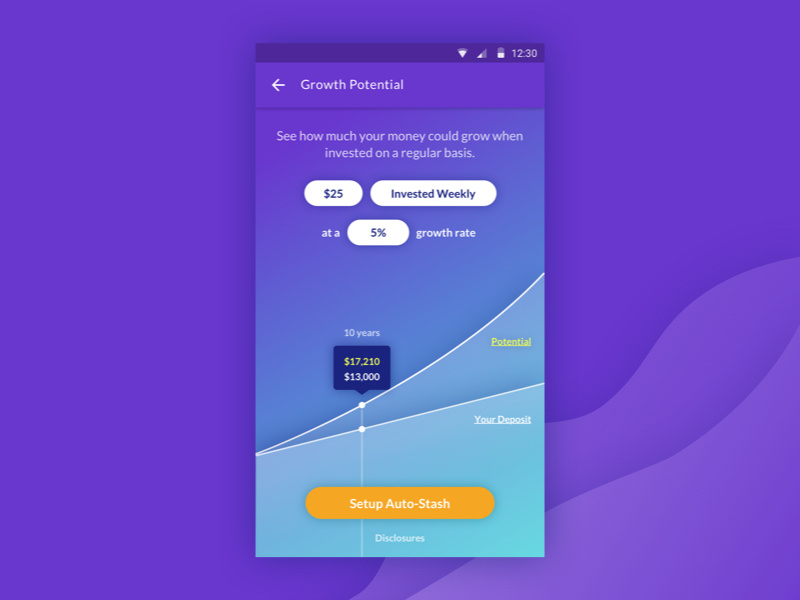 12:30
Growth Potential
See how much your money could grow when
invested on a regular basis.
$25 Invested Weekly
at a 5% growth rate
10 years
$17,210
$13,000
Potential
Your Deposit
Setup Auto-Stash
Disclosures